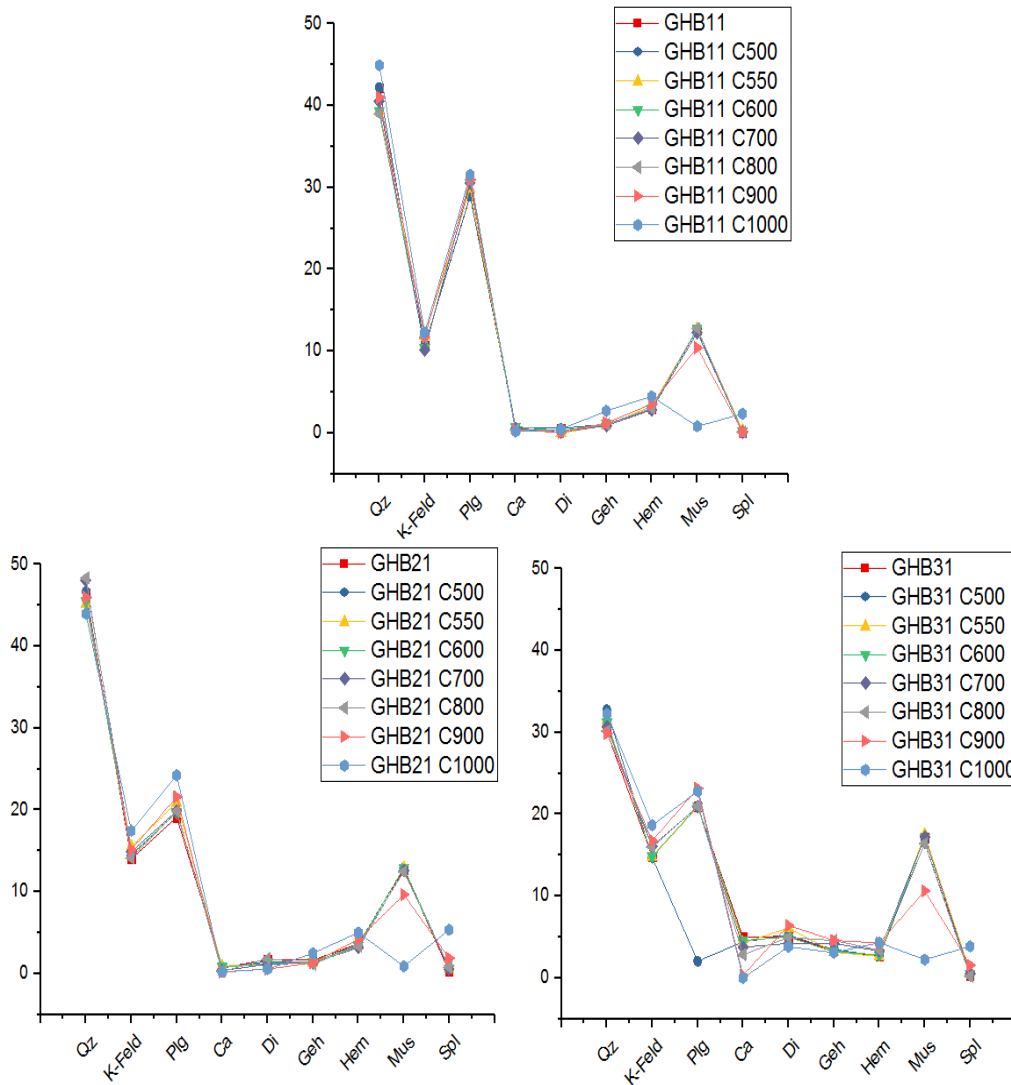 50
40
30
20
10
0
Qz
K-Feld
Plg
Ca
Di
Geh
Hem
Mus
Spl
GHB11
GHB11 C500
GHB11 C550
GHB11 C600
GHB11 C700
GHB11 C800
GHB11 C900
GHB11 C1000
50
40
30
20
10
0
Qz
K-Feld
Plg
Ca
Di
Geh
Hem
Mus
Spl
GHB21
GHB21 C500
GHB21 C550
GHB21 C600
GHB21 C700
GHB21 C800
GHB21 C900
GHB21 C1000
50
40
30
20
10
0
Qz
K-Feld
Plg
Ca
Di
Geh
Hem
Mus
Spl
GHB31
GHB31 C500
GHB31 C550
GHB31 C600
GHB31 C700
GHB31 C800
GHB31 C900
GHB31 C1000